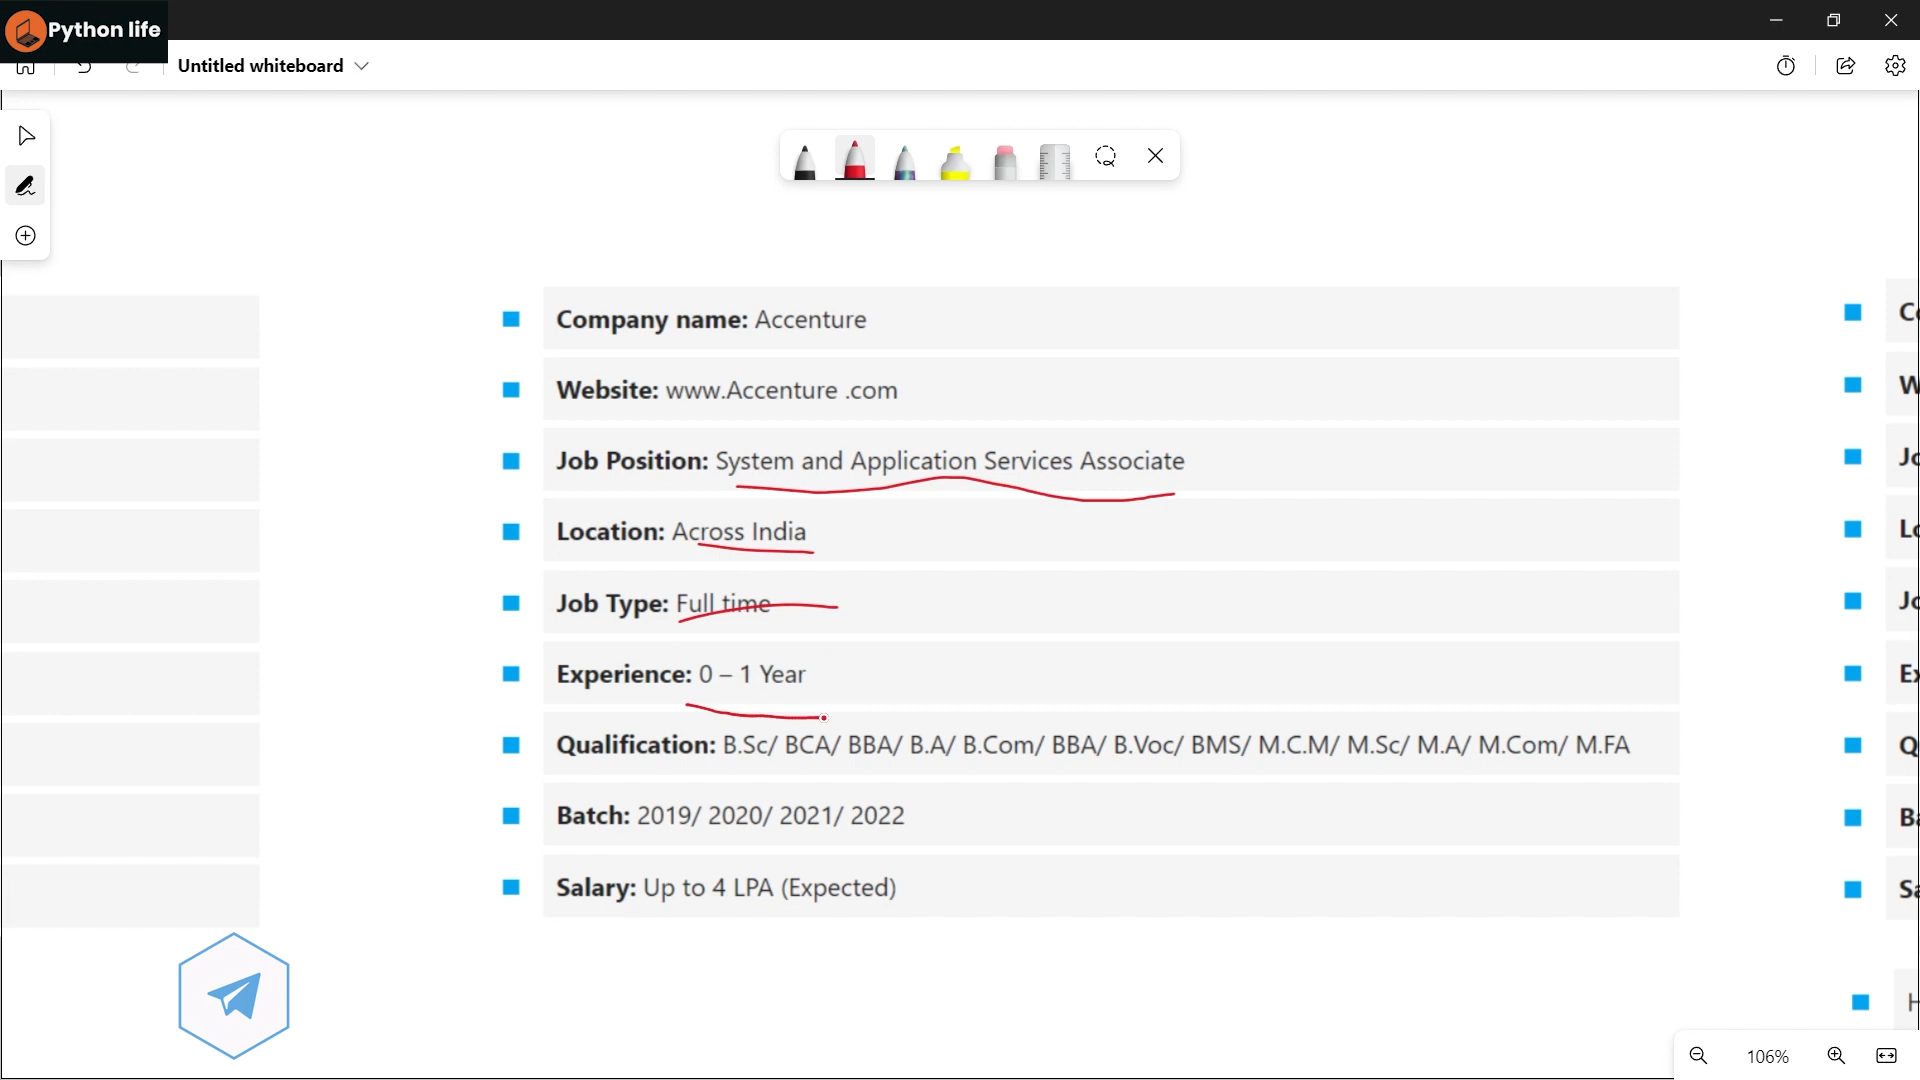 Python life
Untitled whiteboard
Company name: Accenture
Website: www.Accenture .com
Job Position: System and Application Services Associate
Location: Across India
Job Type: Full time
Experience: 0 – 1 Year
Qualification: B.Sc/ BCA/ BBA/ B.A/ B.Com/ BBA/ B.Voc/ BMS/ M.C.M/ M.Sc/ M.A/ M.Com/ M.FA
Batch: 2019/ 2020/ 2021/ 2022
Salary: Up to 4 LPA (Expected)
106%